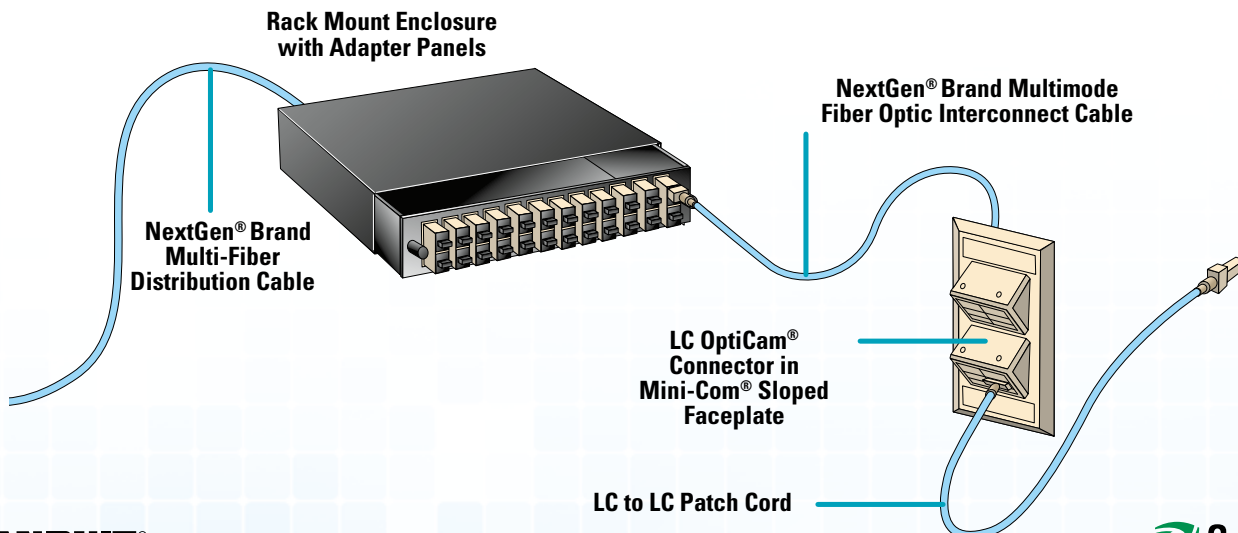 Rack Mount Enclosure
with Adapter Panels
NextGen® Brand Multimode
Fiber Optic Interconnect Cable
NextGen® Brand
Multi-Fiber
Distribution Cable
LC OptiCam®
Connector in
Mini-Com® Sloped
Faceplate
LC to LC Patch Cord